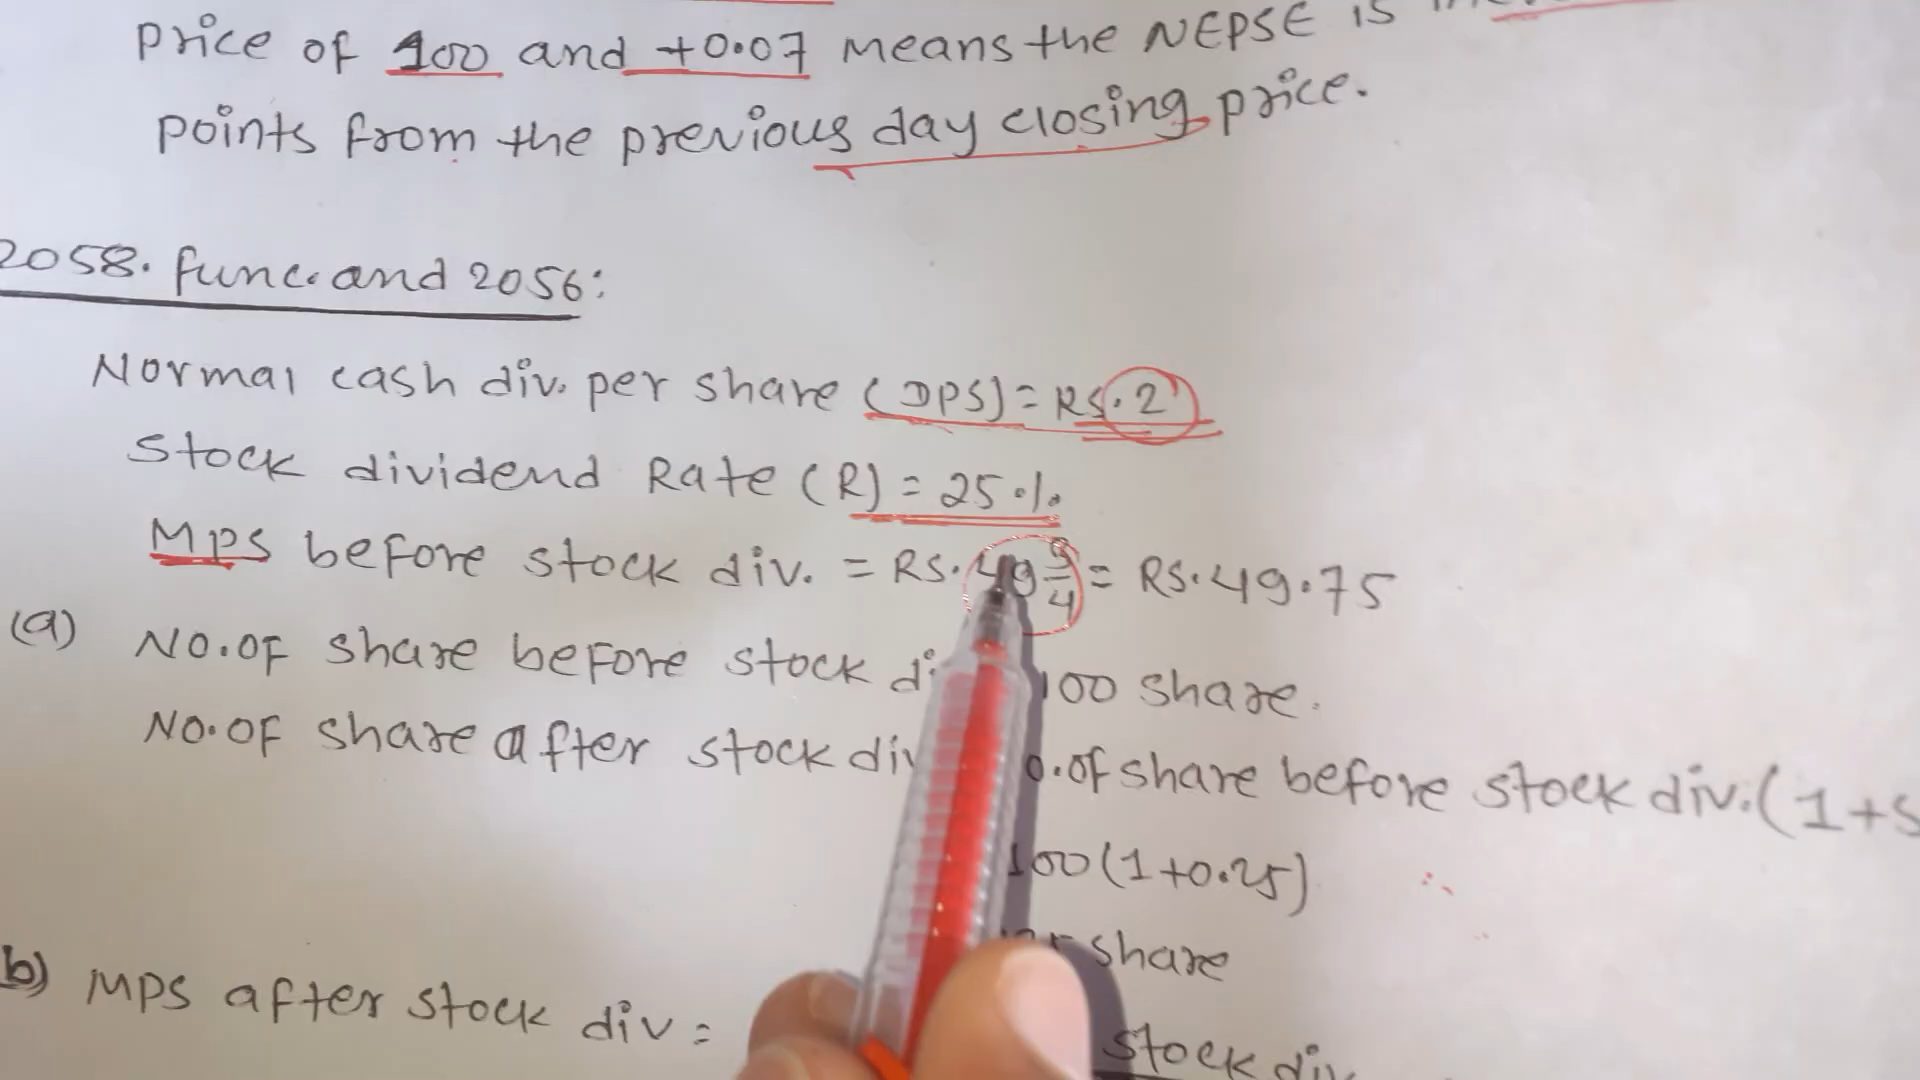 price of 100 and +0.07 means the NEPSE is
points from the previous day closing price.
2058. func. and 2056:
Normal cash div. per share (DPS) = RS. 2
Stock dividend Rate (R) = 25%
MPS before stock div. = RS. 49 3/4 = RS. 49.75
(a) NO. OF share before stock di 100 share.
NO. OF share after stock div o. of share before stock div. (1+S
100 (1+0.25)
share
b) MPS after stock div = stock div